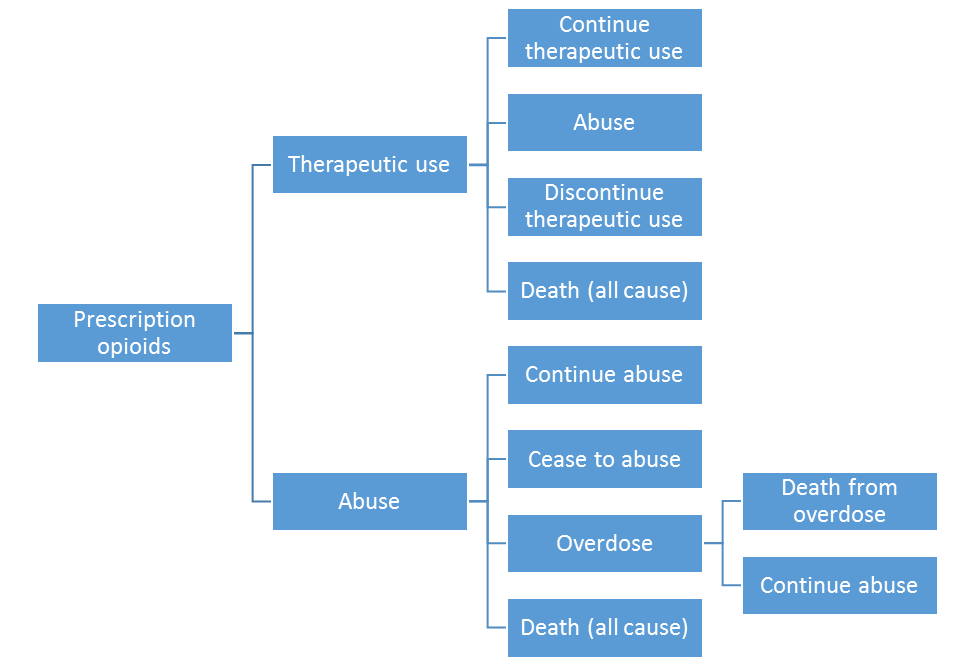 Prescription
opioids
Therapeutic use
Continue
therapeutic use
Abuse
Discontinue
therapeutic use
Death (all cause)
Abuse
Continue abuse
Cease to abuse
Overdose
Death from
overdose
Continue abuse
Death (all cause)